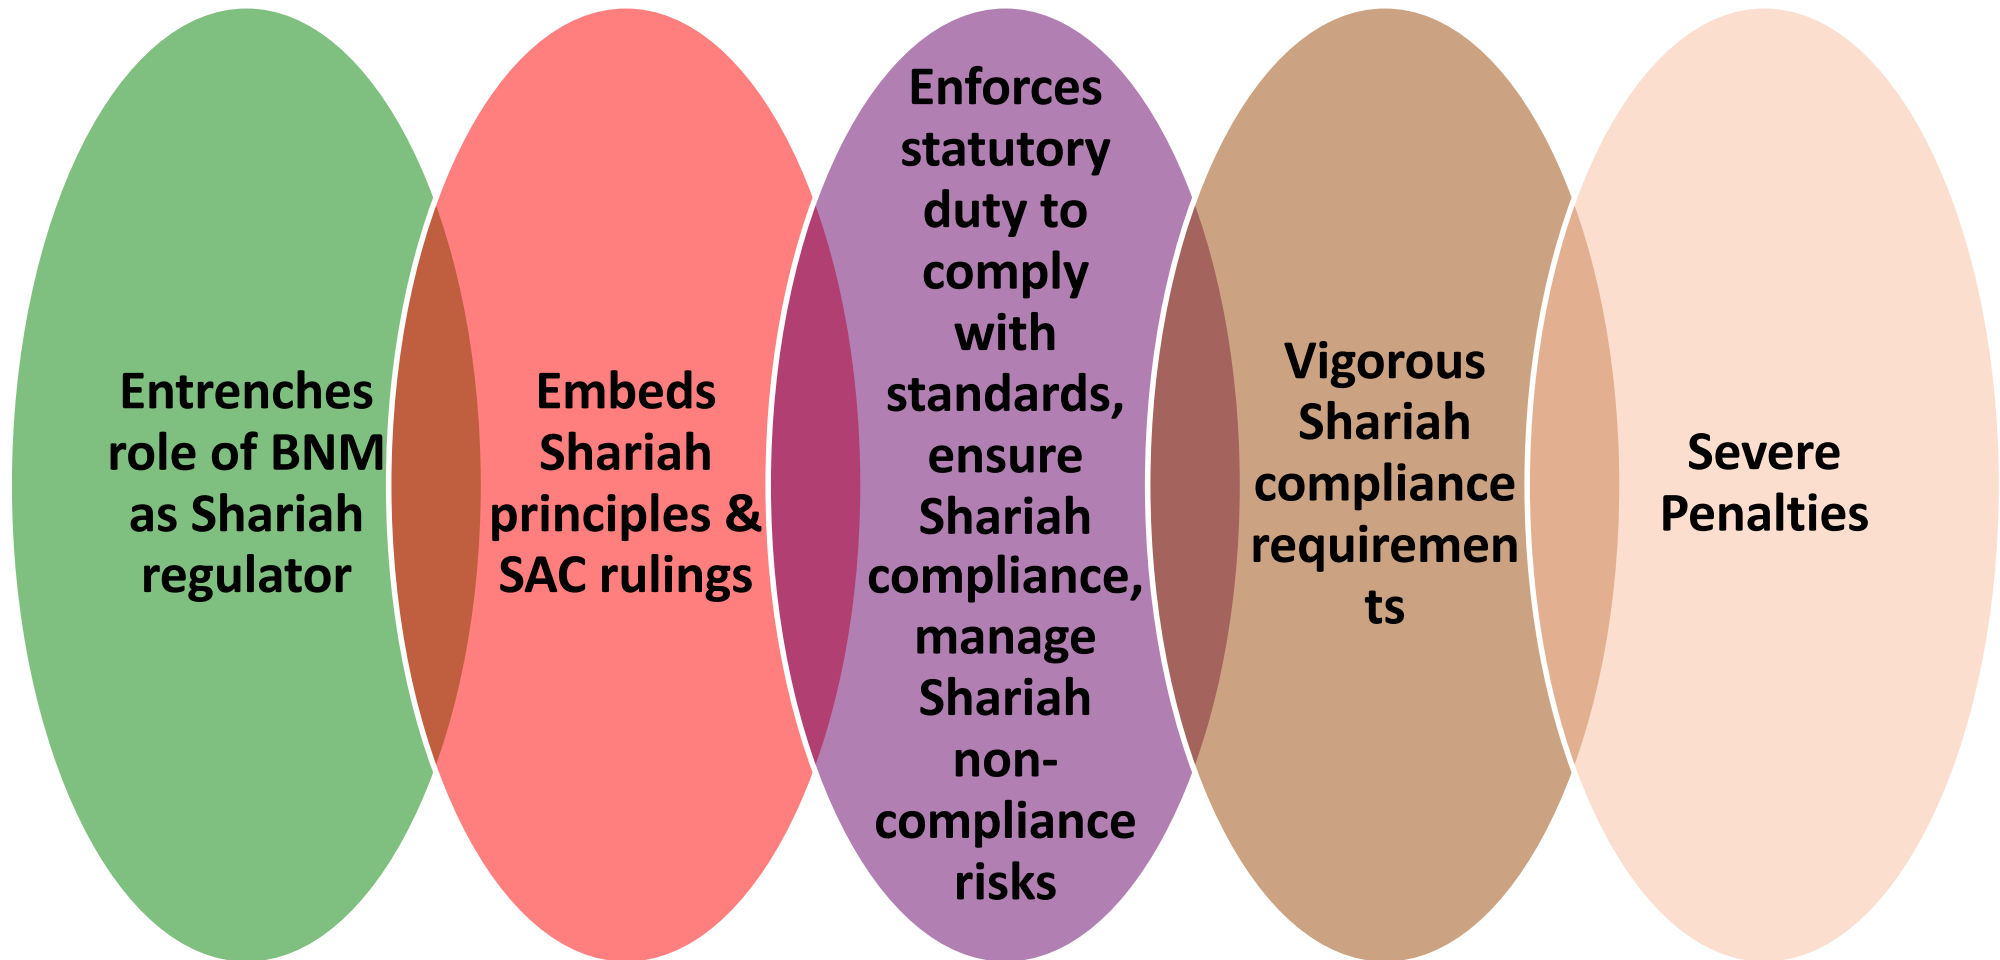 Entrenches
role of BNM
as Shariah
regulator
Embeds
Shariah
principles &
SAC rulings
Enforces
statutory
duty to
comply
with
standards,
ensure
Shariah
compliance,
manage
Shariah
non-
compliance
risks
Vigorous
Shariah
compliance
requiremen
ts
Severe
Penalties